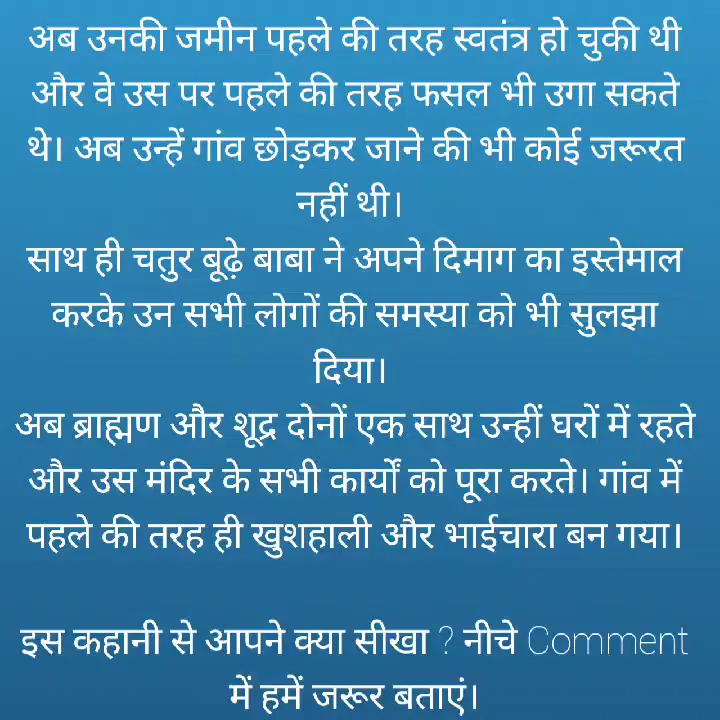 अब उनकी जमीन पहले की तरह स्वतंत्र हो चुकी थी
और वे उस पर पहले की तरह फसल भी उगा सकते
थे। अब उन्हें गांव छोड़कर जाने की भी कोई जरूरत
नहीं थी।
साथ ही चतुर बूढ़े बाबा ने अपने दिमाग का इस्तेमाल
करके उन सभी लोगों की समस्या को भी सुलझा
दिया।
अब ब्राह्मण और शूद्र दोनों एक साथ उन्हीं घरों में रहते
और उस मंदिर के सभी कार्यों को पूरा करते। गांव में
पहले की तरह ही खुशहाली और भाईचारा बन गया।
इस कहानी से आपने क्या सीखा ? नीचे Comment
में हमें जरूर बताएं।